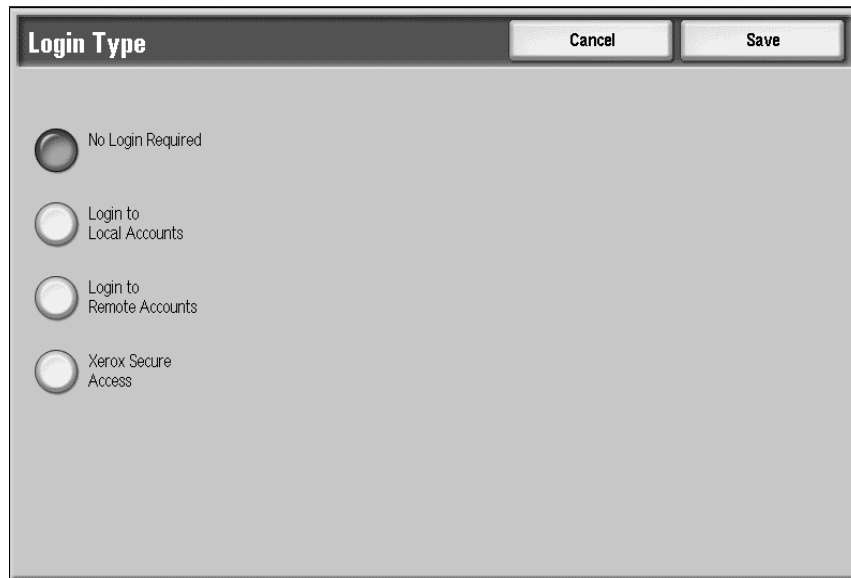 Login Type
Cancel
Save
No Login Required
Login to
Local Accounts
Login to
Remote Accounts
Xerox Secure
Access